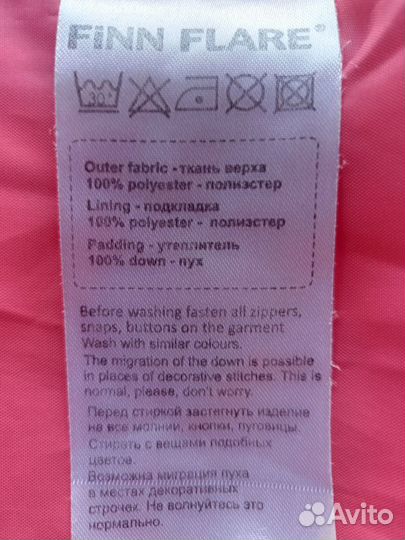 FiNN FLARE®
Outer fabric - ткань верха
100% polyester - полиэстер
Lining - подкладка
100% polyester - полиэстер
Padding - утеплитель
100% down - пух
Before washing fasten all zippers,
snaps, buttons on the garment
Wash with similar colours.
The migration of the down is possible
in places of decorative stitches. This is
normal, please, don't worry.
Перед стиркой застегнуть изделие
на все молнии, кнопки, пуговицы.
Стирать с вещами подобных
цветов.
Возможна миграция пуха
в местах декоративных
строчек. Не волнуйтесь это
нормально.
Avito